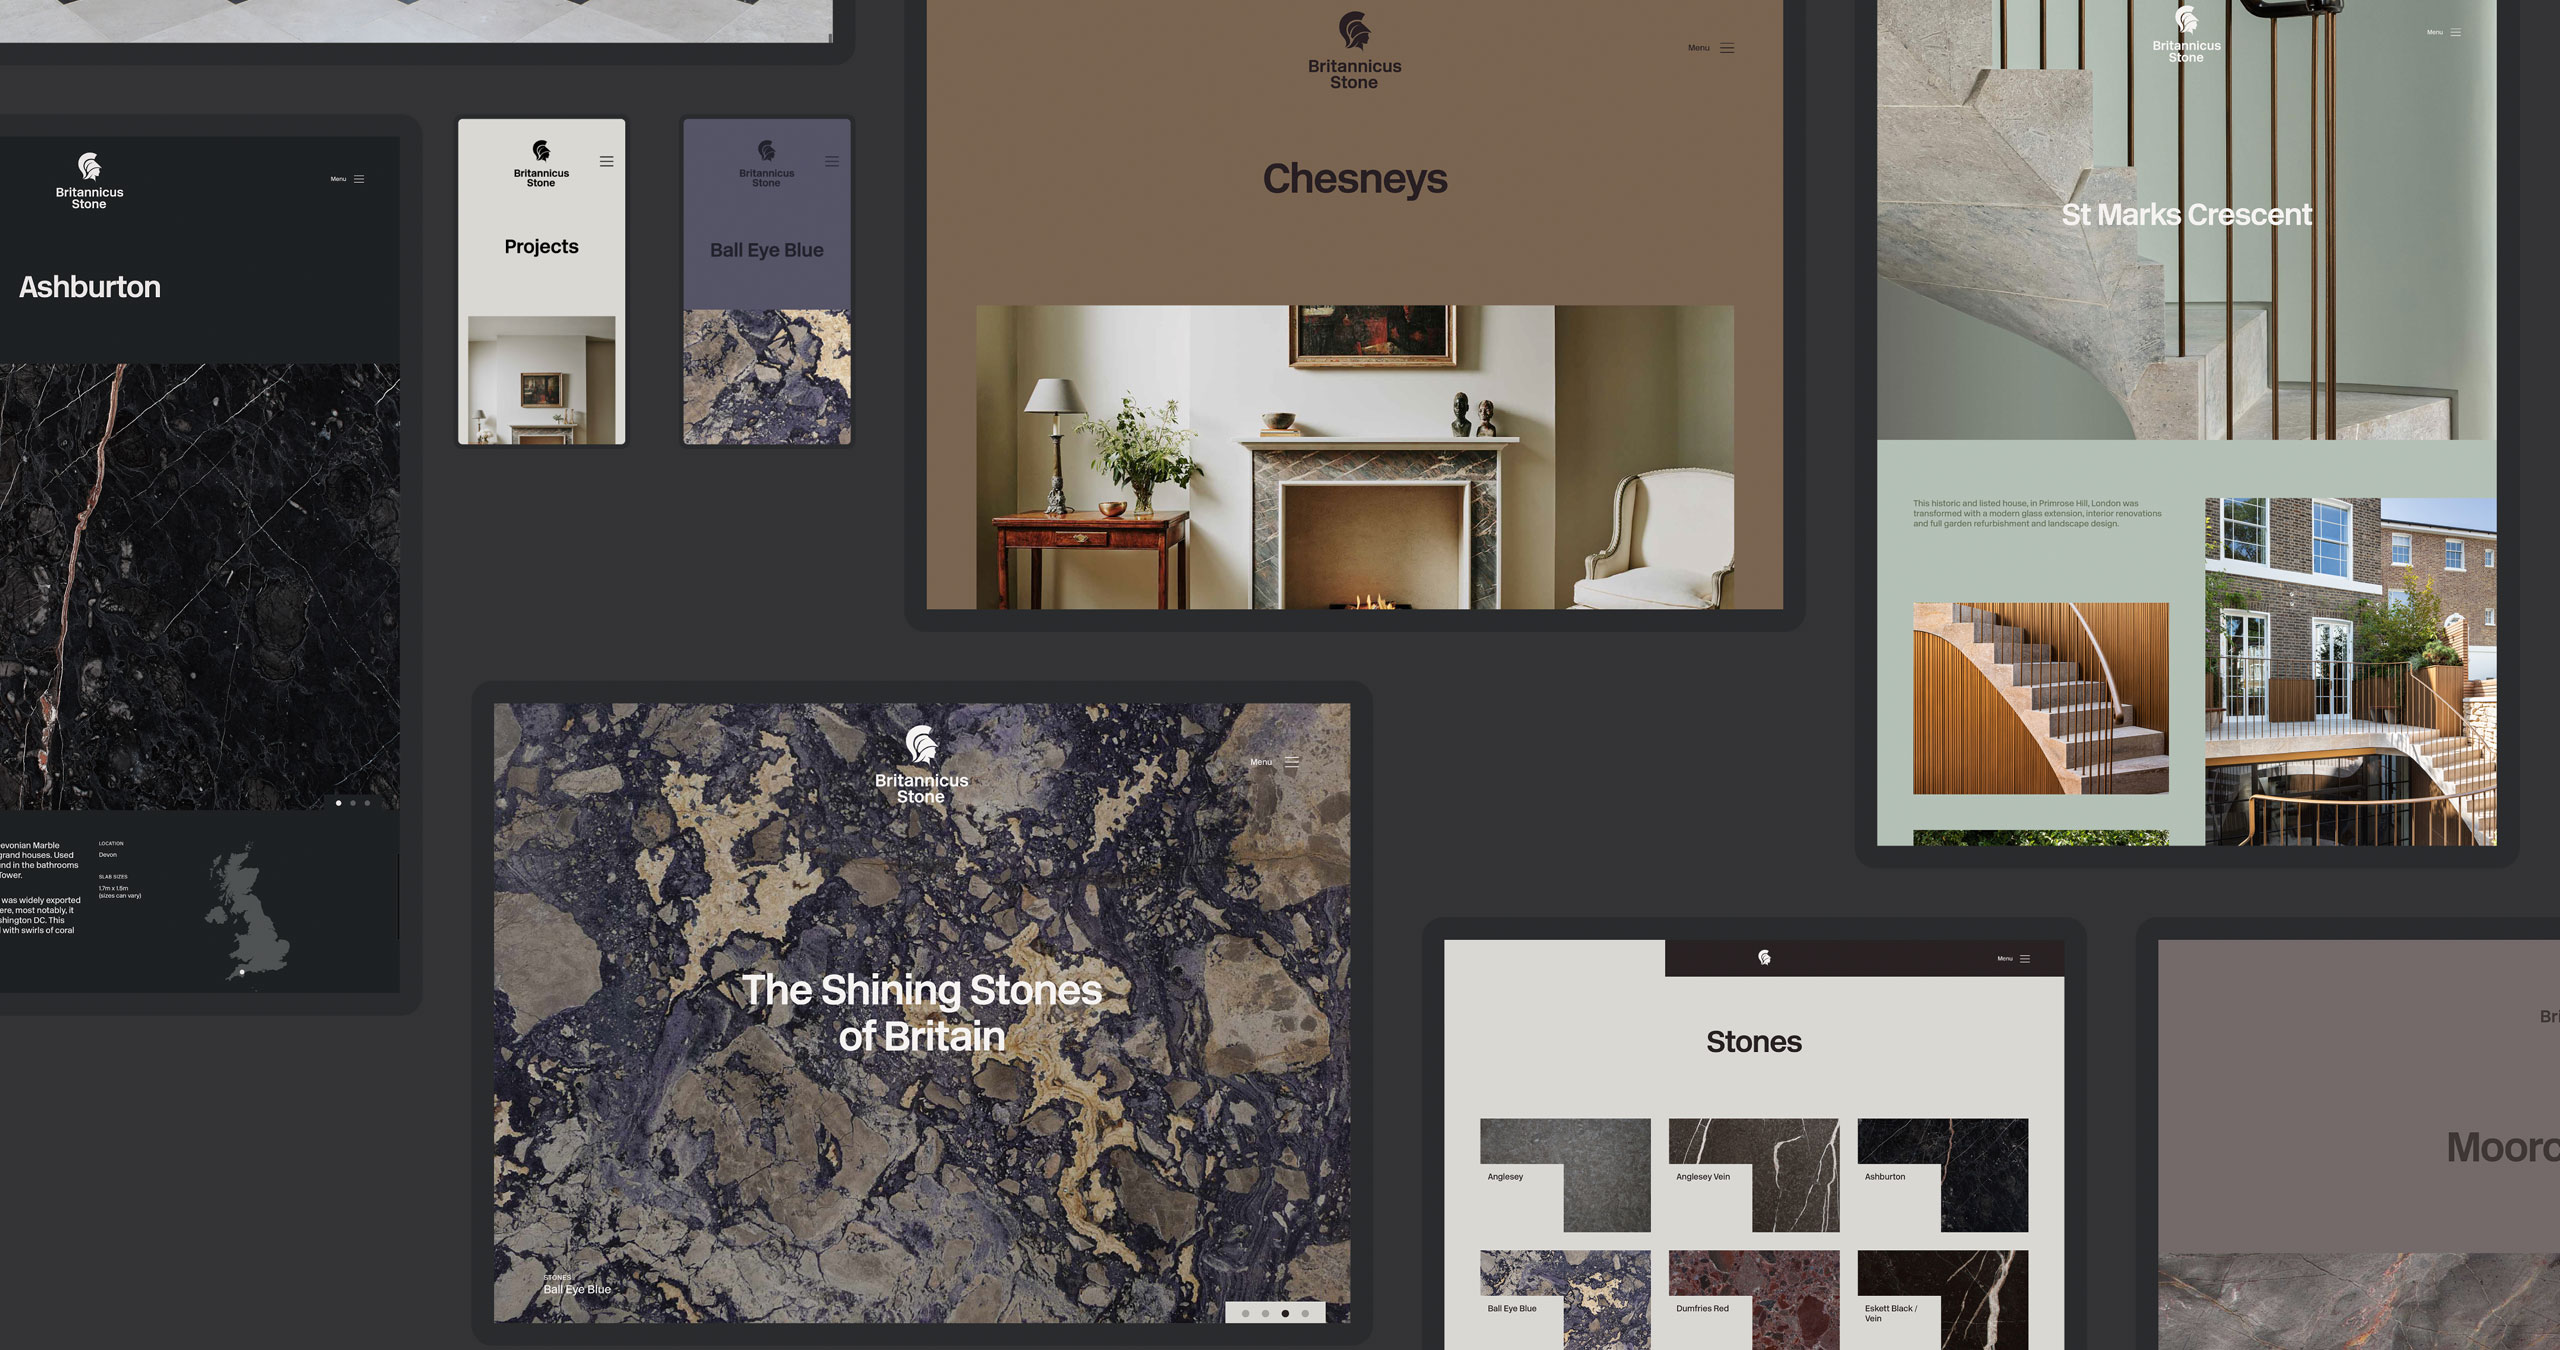 Britannicus
Stone
Menu
Ashburton
evonian Marble
grand houses. Used
nd in the bathrooms
Tower.
was widely exported
ere, most notably, it
shington DC. This
with swirls of coral
LOCATION
Devon
SLAB SIZES
1.7m x 1.5m
(sizes can vary)
Britannicus
Stone
Projects
Britannicus
Stone
Ball Eye Blue
Britannicus
Stone
Menu
Chesneys
Britannicus
Stone
Menu
St Marks Crescent
This historic and listed house, in Primrose Hill, London was
transformed with a modern glass extension, interior renovations
and full garden refurbishment and landscape design.
Britannicus
Stone
Menu
The Shining Stones
of Britain
STONES
Ball Eye Blue
Menu
Stones
Anglesey
Anglesey Vein
Ashburton
Ball Eye Blue
Dumfries Red
Eskett Black /
Vein
Bri
Mooro